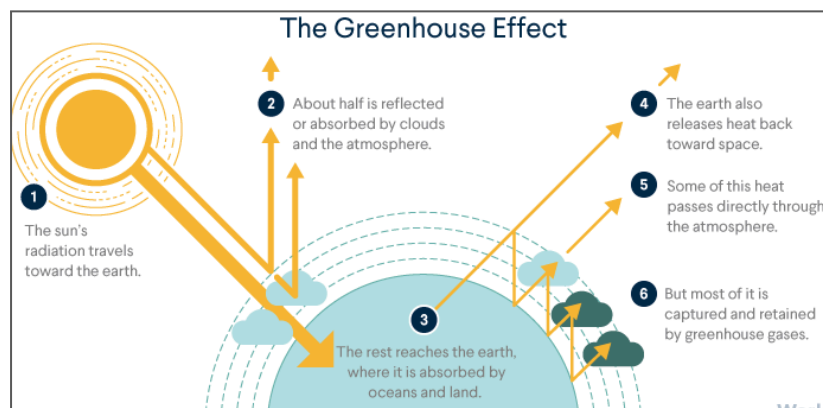 The Greenhouse Effect
1
The sun's
radiation travels
toward the earth.
2
About half is reflected
or absorbed by clouds
and the atmosphere.
3
The rest reaches the earth,
where it is absorbed by
oceans and land.
4
The earth also
releases heat back
toward space.
5
Some of this heat
passes directly through
the atmosphere.
6
But most of it is
captured and retained
by greenhouse gases.